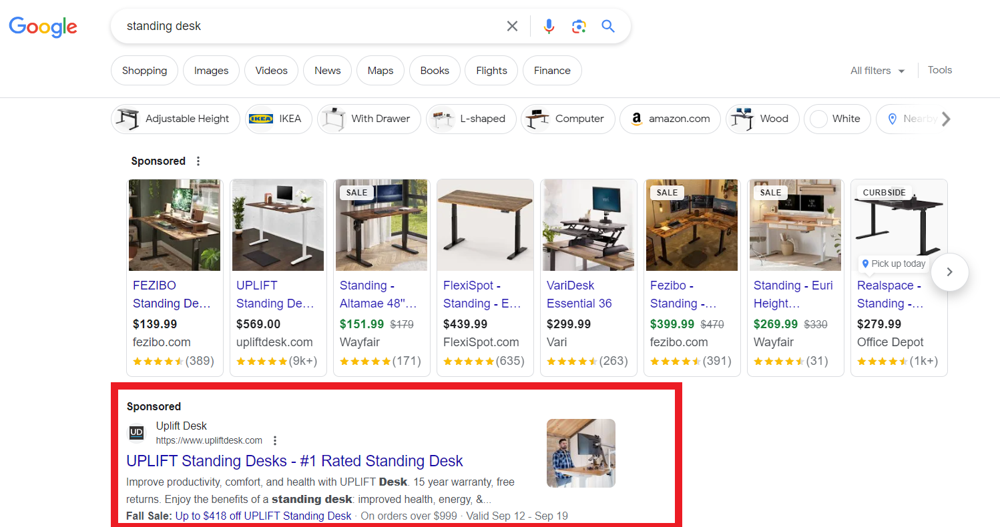 Google
standing desk
Shopping
Images
Videos
News
Maps
Books
Flights
Finance
All filters
Tools
Adjustable Height
IKEA
IKEA
With Drawer
L-shaped
Computer
a
amazon.com
Wood
White
Nearby
Sponsored
FEZIBO
Standing De…
$139.99
fezibo.com
(389)
UPLIFT
Standing De…
$569.00
upliftdesk.com
(9k+)
SALE
Standing -
Altamae 48"…
$151.99 $179
Wayfair
(171)
FlexiSpot -
Standing - E…
$439.99
FlexiSpot.com
(635)
VariDesk
Essential 36
$299.99
Vari
(263)
SALE
Fezibo -
Standing -…
$399.99 $470
fezibo.com
(391)
SALE
Standing - Euri
Height…
$269.99 $330
Wayfair
(31)
CURBSIDE
Pick up today
Realspace -
Standing -…
$279.99
Office Depot
(1k+)
Sponsored
UD
Uplift Desk
https://www.upliftdesk.com
UPLIFT Standing Desks - #1 Rated Standing Desk
Improve productivity, comfort, and health with UPLIFT Desk. 15 year warranty, free
returns. Enjoy the benefits of a standing desk: improved health, energy, &...
Fall Sale: Up to $418 off UPLIFT Standing Desk · On orders over $999 · Valid Sep 12 - Sep 19